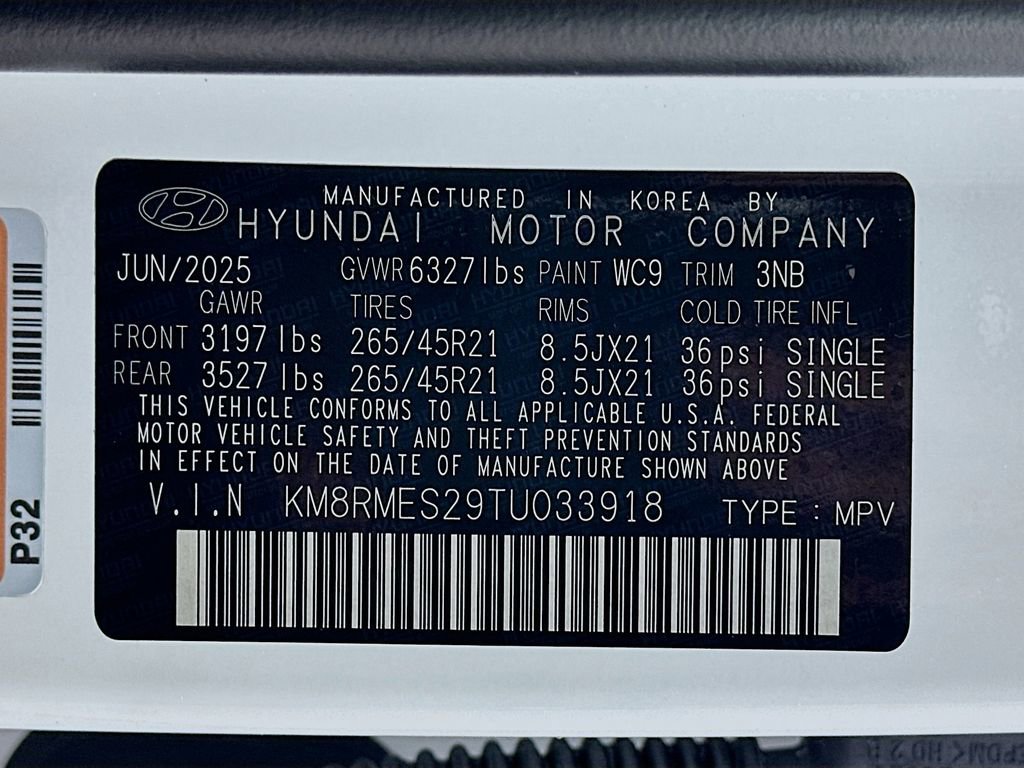 MANUFACTURED IN KOREA BY
HYUNDAI MOTOR COMPANY
JUN/2025 GVWR 6327lbs PAINT WC9 TRIM 3NB
GAWR TIRES RIMS COLD TIRE INFL
FRONT 3197lbs 265/45R21 8.5JX21 36psi SINGLE
REAR 3527lbs 265/45R21 8.5JX21 36psi SINGLE
THIS VEHICLE CONFORMS TO ALL APPLICABLE U.S.A. FEDERAL
MOTOR VEHICLE SAFETY AND THEFT PREVENTION STANDARDS
IN EFFECT ON THE DATE OF MANUFACTURE SHOWN ABOVE
V.I.N KM8RMES29TU033918 TYPE : MPV
P32